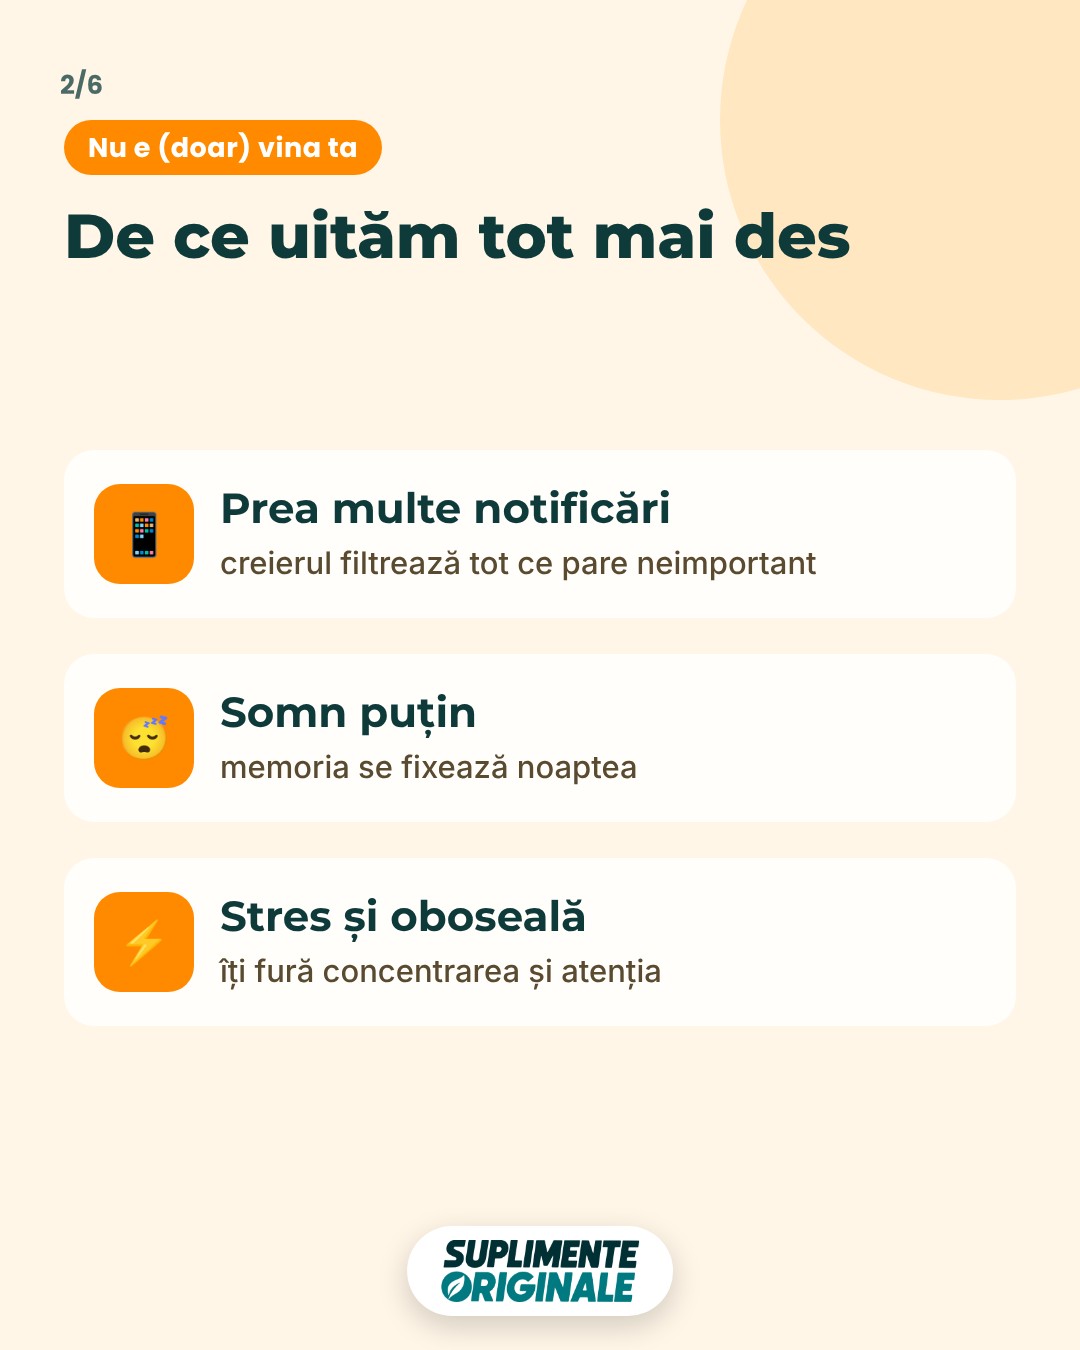 2/6
Nu e (doar) vina ta
De ce uităm tot mai des
Prea multe notificări
creierul filtrează tot ce pare neimportant
Somn puțin
memoria se fixează noaptea
Stres și oboseală
îți fură concentrarea și atenția
SUPLIMENTE
ORIGINALE